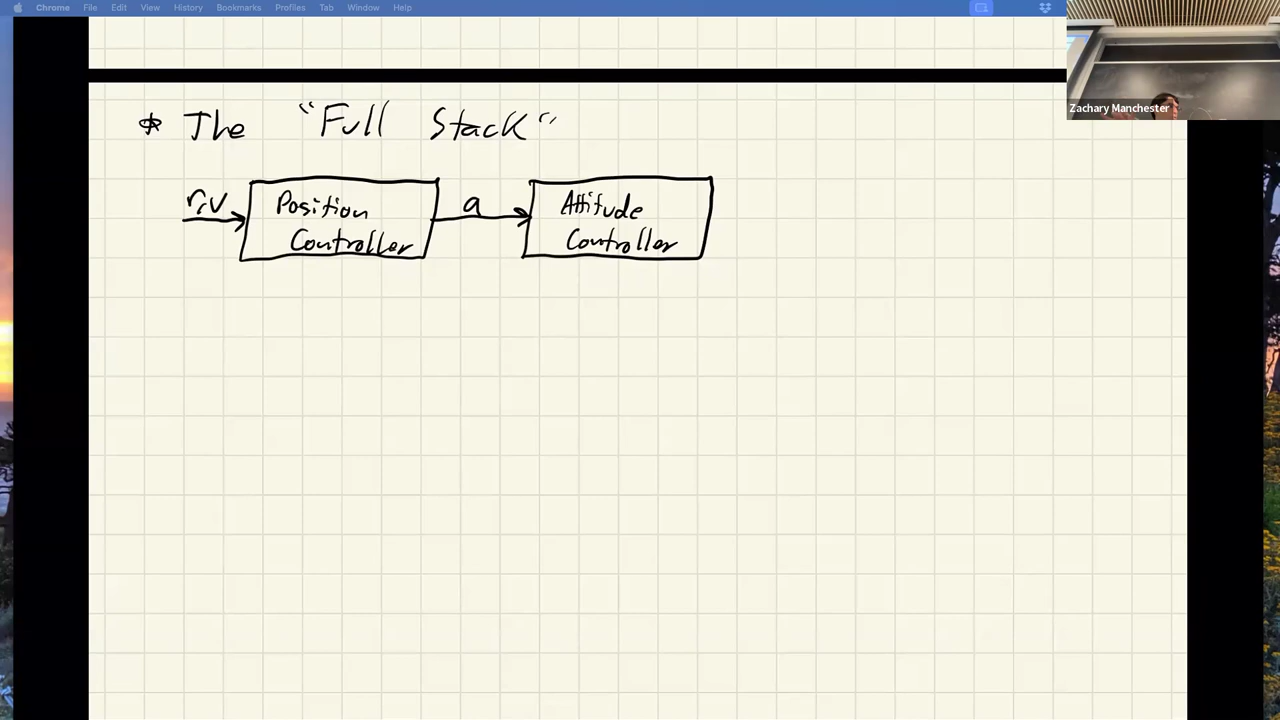 Chrome File Edit View History Bookmarks Profiles Tab Window Help
Zachary Manchester
* The "Full Stack"
r,v Position Controller a Attitude Controller